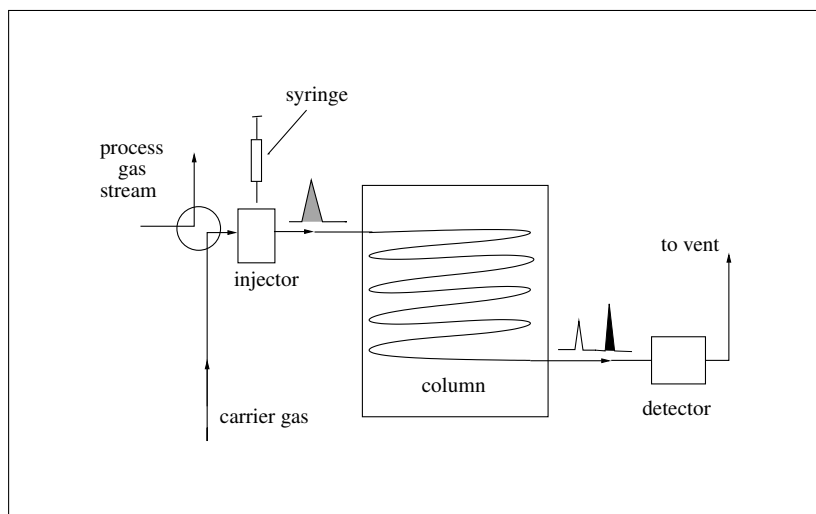 syringe
process
gas
stream
injector
to vent
column
detector
carrier gas